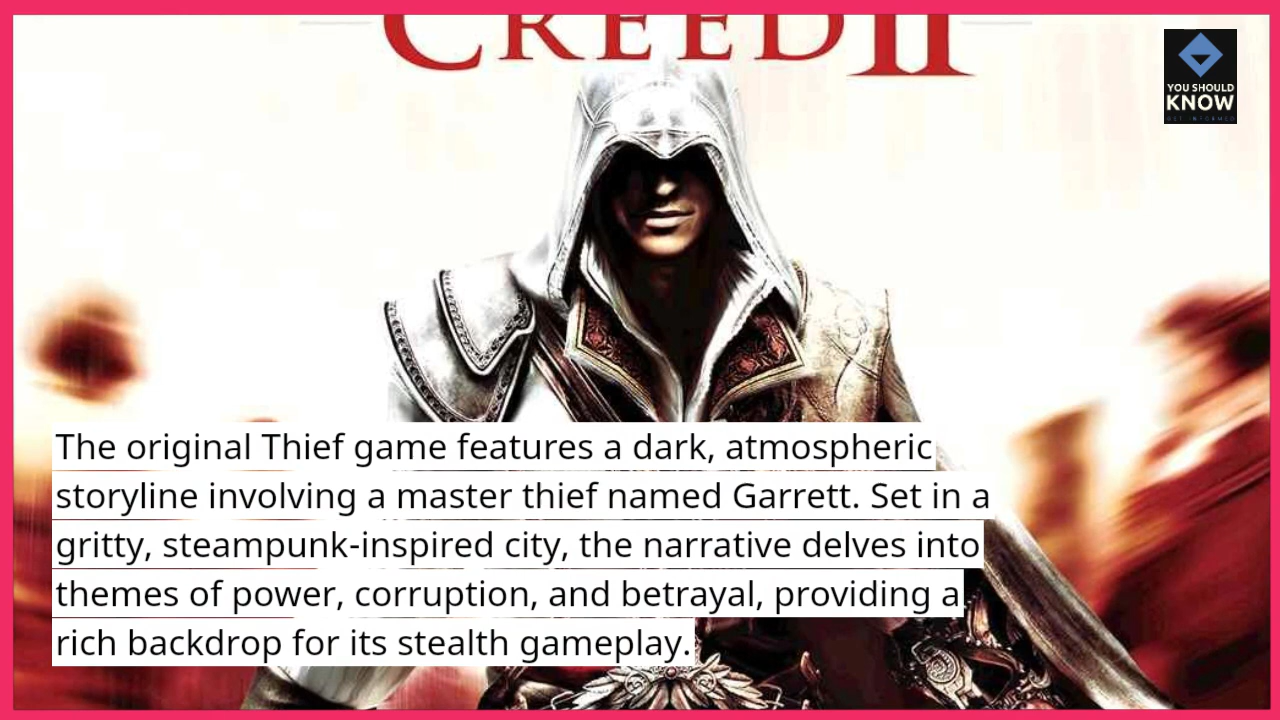 CREED II
YOU SHOULD
KNOW
GET INFORMED
The original Thief game features a dark, atmospheric
storyline involving a master thief named Garrett. Set in a
gritty, steampunk-inspired city, the narrative delves into
themes of power, corruption, and betrayal, providing a
rich backdrop for its stealth gameplay.